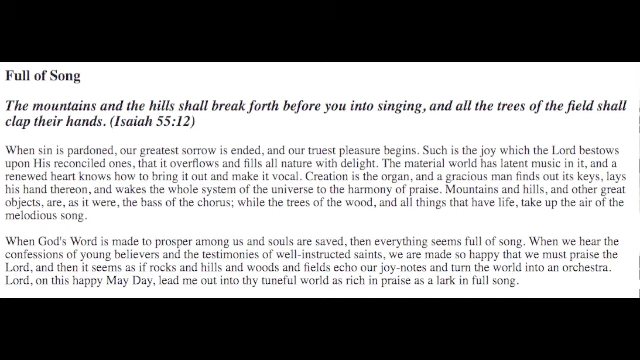 Full of Song
The mountains and the hills shall break forth before you into singing, and all the trees of the field shall
clap their hands. (Isaiah 55:12)
When sin is pardoned, our greatest sorrow is ended, and our truest pleasure begins. Such is the joy which the Lord bestows
upon His reconciled ones, that it overflows and fills all nature with delight. The material world has latent music in it, and a
renewed heart knows how to bring it out and make it vocal. Creation is the organ, and a gracious man finds out its keys, lays
his hand thereon, and wakes the whole system of the universe to the harmony of praise. Mountains and hills, and other great
objects, are, as it were, the bass of the chorus; while the trees of the wood, and all things that have life, take up the air of the
melodious song.
When God's Word is made to prosper among us and souls are saved, then everything seems full of song. When we hear the
confessions of young believers and the testimonies of well-instructed saints, we are made so happy that we must praise the
Lord, and then it seems as if rocks and hills and woods and fields echo our joy-notes and turn the world into an orchestra.
Lord, on this happy May Day, lead me out into thy tuneful world as rich in praise as a lark in full song.